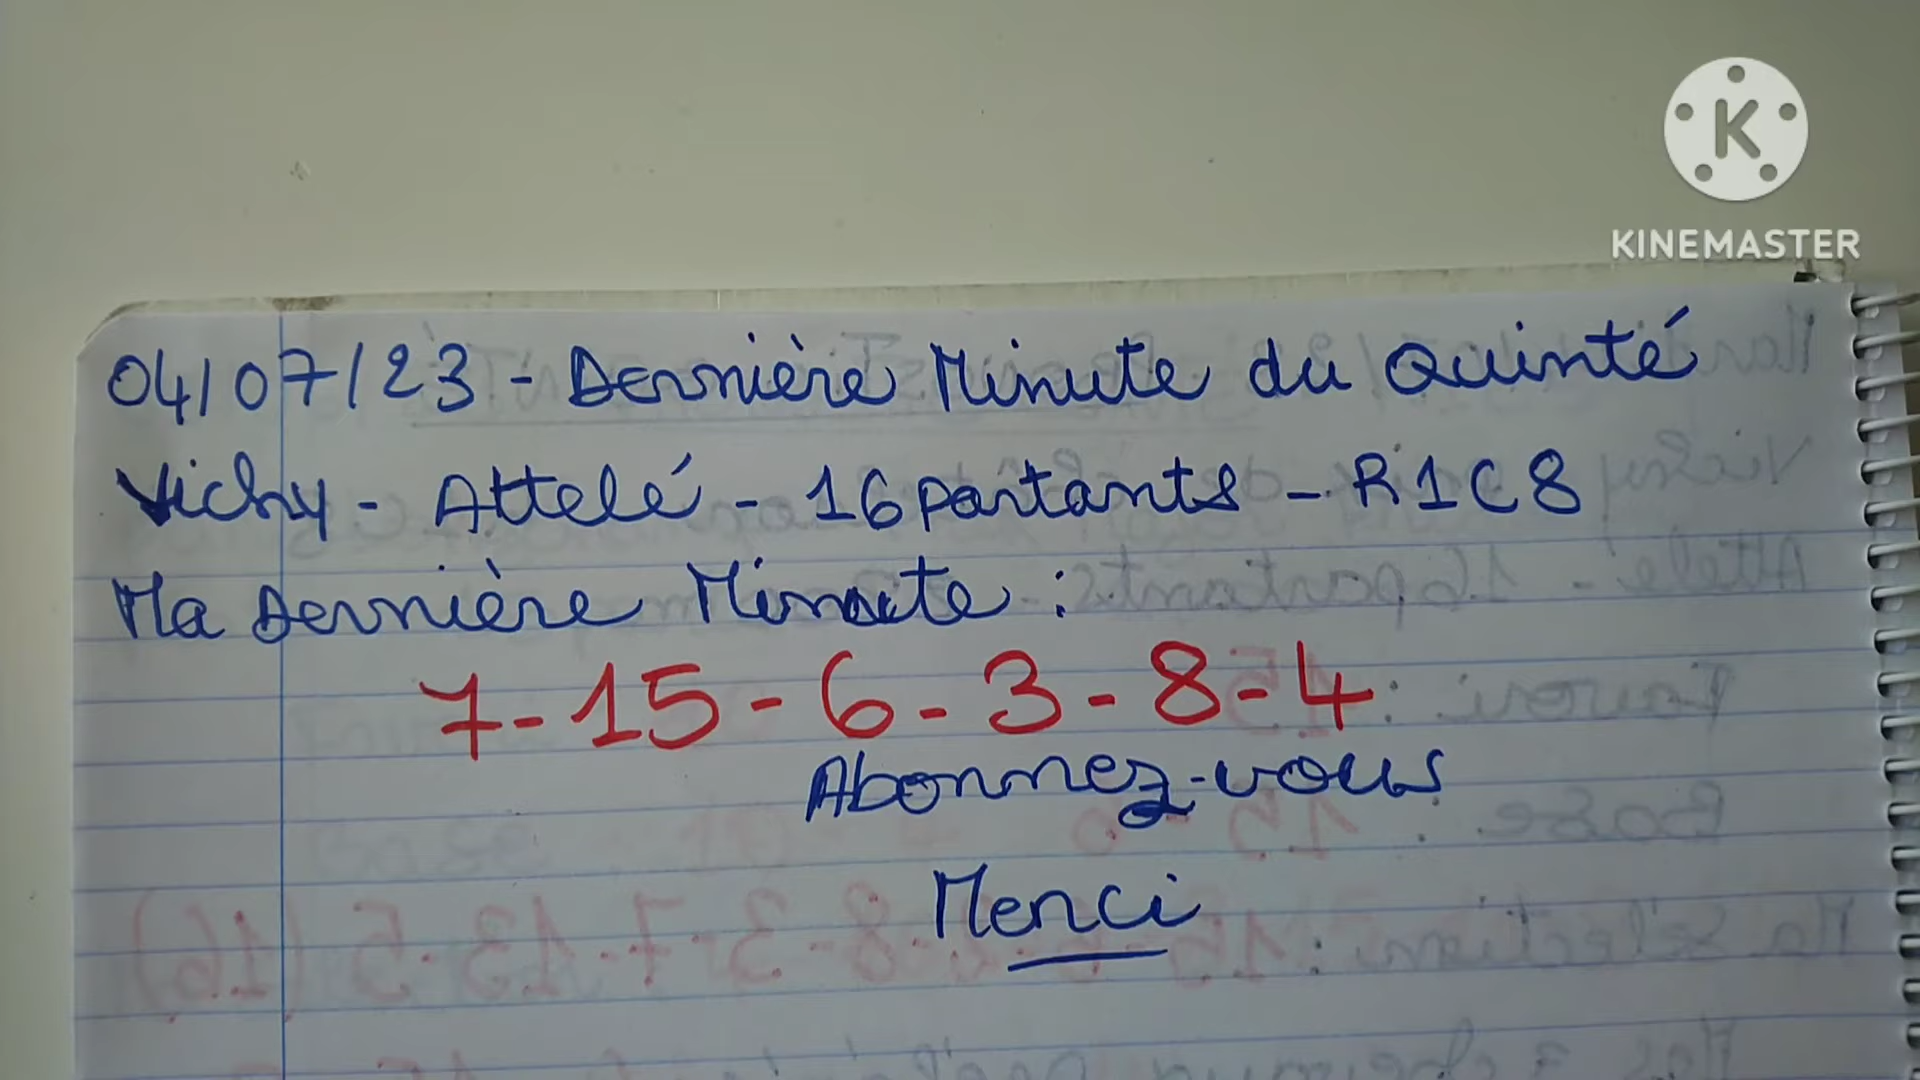 KINEMASTER
04/07/23 - Dernière Minute du Quinté
Vichy - Attelé - 16 partants - R1C8
Ma Dernière Minute :
7 - 15 - 6 - 3 - 8 - 4
Abonnez-vous
Merci